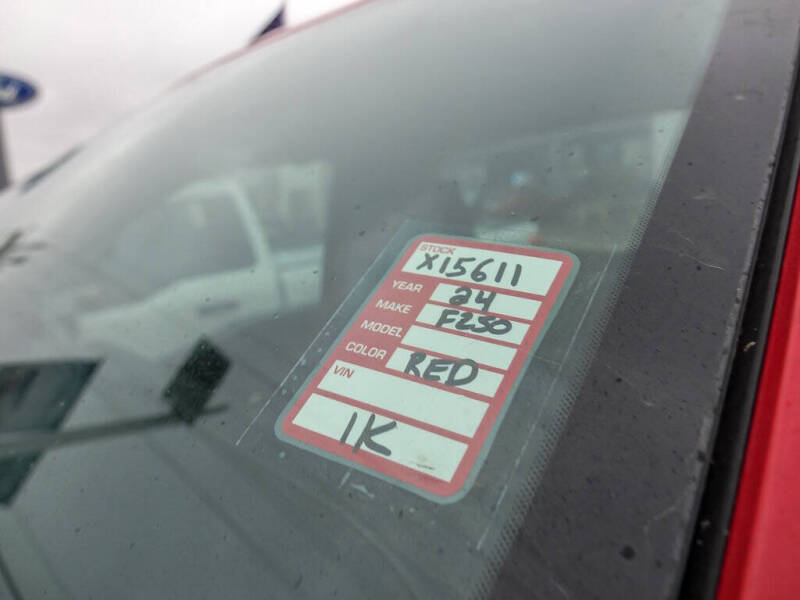 STOCK
X15611
YEAR 24
MAKE F250
MODEL
COLOR RED
VIN
1K